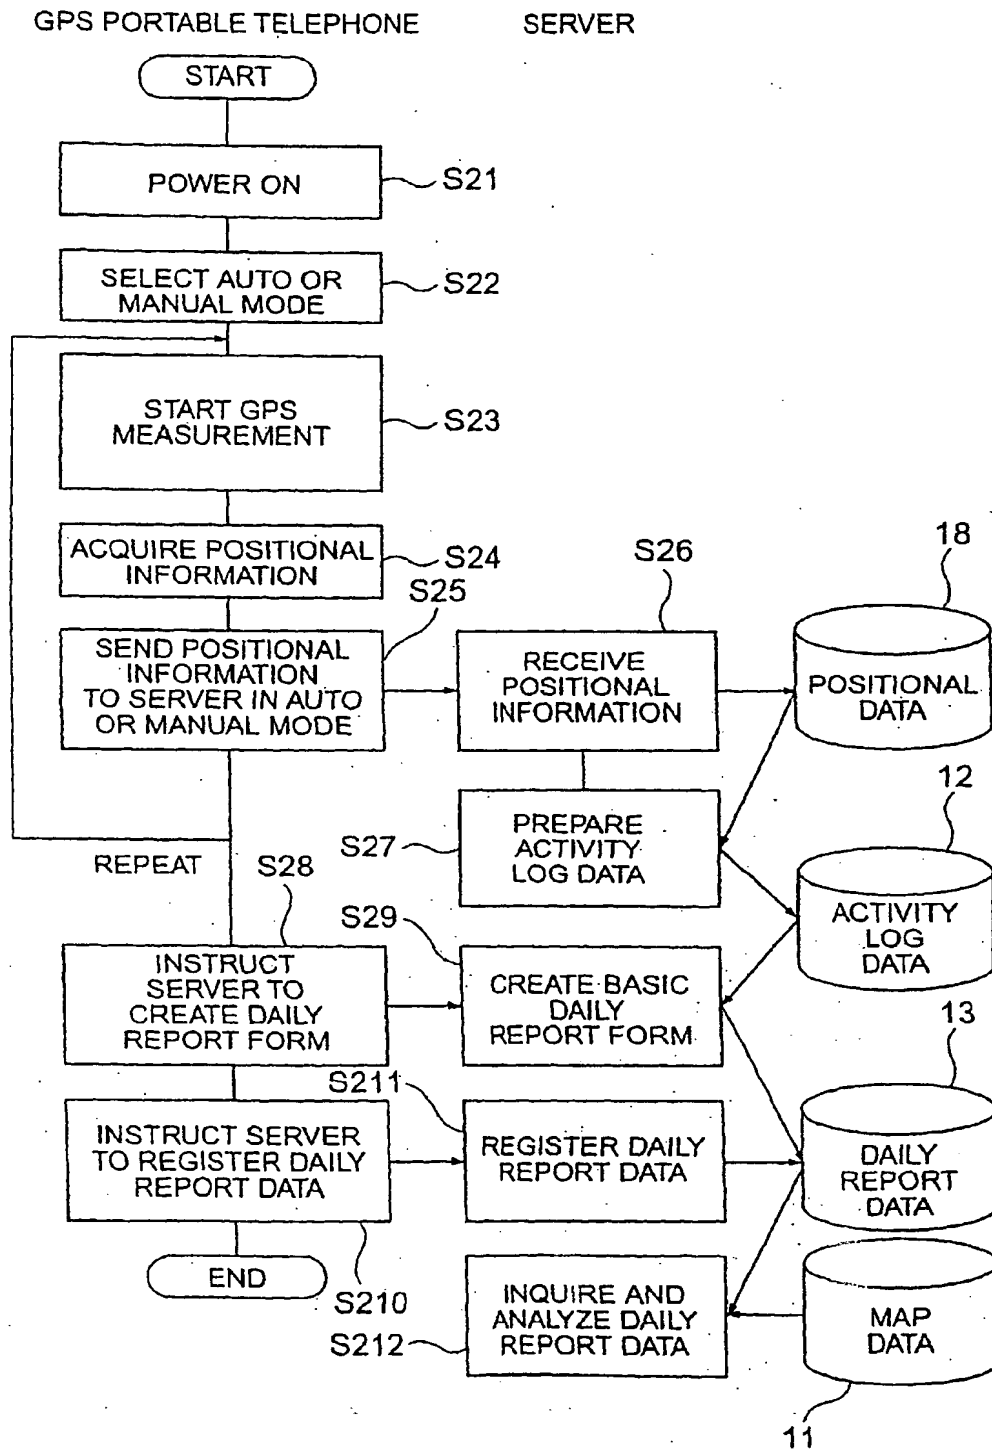 GPS PORTABLE TELEPHONE
SERVER
START
POWER ON
S21
SELECT AUTO OR
MANUAL MODE
S22
START GPS
MEASUREMENT
S23
ACQUIRE POSITIONAL
INFORMATION
S24
S25
SEND POSITIONAL
INFORMATION
TO SERVER IN AUTO
OR MANUAL MODE
S26
RECEIVE
POSITIONAL
INFORMATION
18
POSITIONAL
DATA
S27
PREPARE
ACTIVITY
LOG DATA
12
ACTIVITY
LOG
DATA
REPEAT
S28
INSTRUCT
SERVER TO
CREATE DAILY
REPORT FORM
S29
CREATE BASIC
DAILY
REPORT FORM
13
DAILY
REPORT
DATA
INSTRUCT SERVER
TO REGISTER DAILY
REPORT DATA
S210
S211
REGISTER DAILY
REPORT DATA
END
S212
INQUIRE AND
ANALYZE DAILY
REPORT DATA
MAP
DATA
11